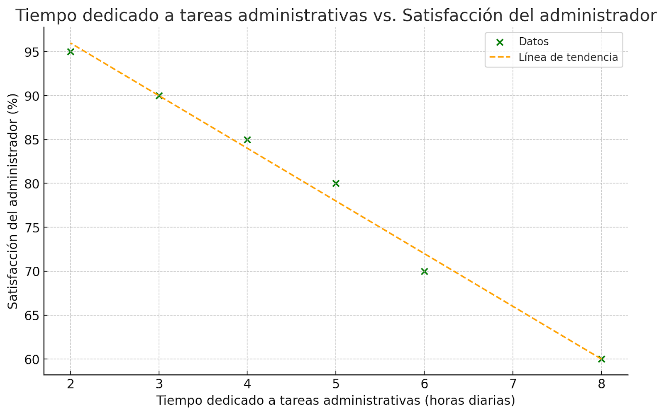 Tiempo dedicado a tareas administrativas vs. Satisfacción del administrador
Datos
Línea de tendencia
Satisfacción del administrador (%)
95
90
85
80
75
70
65
60
2 3 4 5 6 7 8
Tiempo dedicado a tareas administrativas (horas diarias)